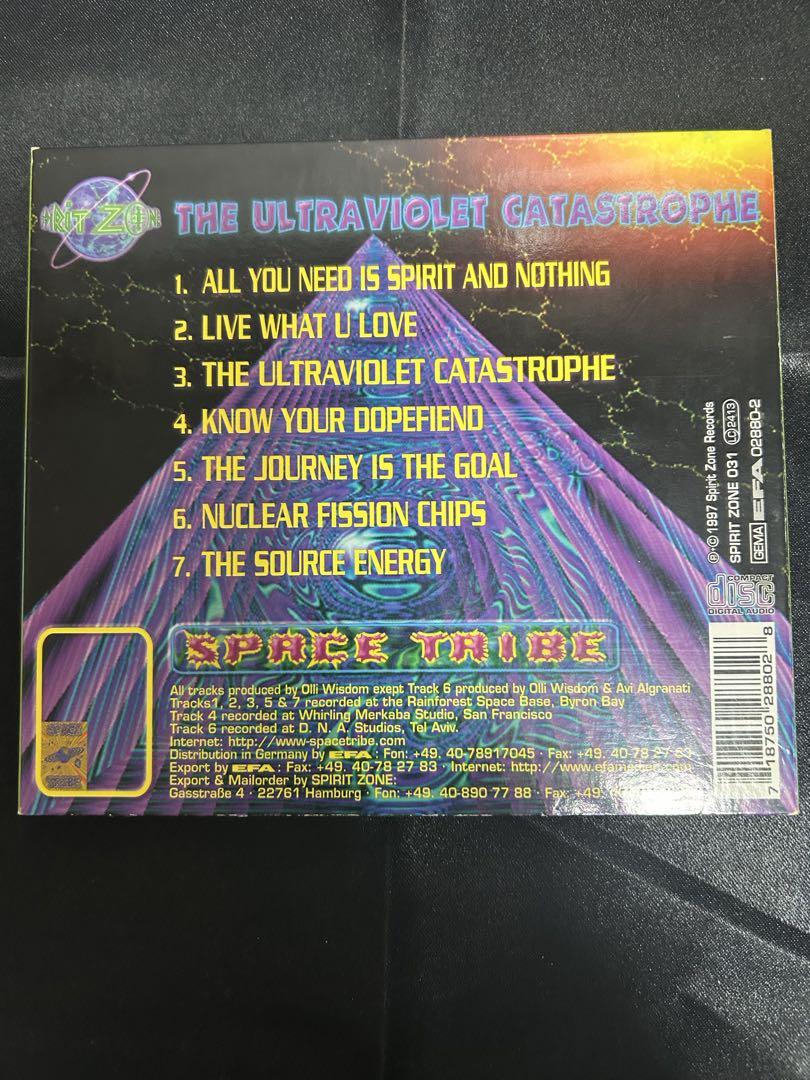 SPIRIT ZONE
THE ULTRAVIOLET CATASTROPHE
1. ALL YOU NEED IS SPIRIT AND NOTHING
2. LIVE WHAT U LOVE
3. THE ULTRAVIOLET CATASTROPHE
4. KNOW YOUR DOPEFIEND
5. THE JOURNEY IS THE GOAL
6. NUCLEAR FISSION CHIPS
7. THE SOURCE ENERGY
SPACE TRIBE
All tracks produced by Olli Wisdom exept Track 6 produced by Olli Wisdom & Avi Algranati
Tracks1, 2, 3, 5 & 7 recorded at the Rainforest Space Base, Byron Bay
Track 4 recorded at Whirling Merkaba Studio, San Francisco
Track 6 recorded at D. N. A. Studios, Tel Aviv.
Internet: http://www-spacetribe.com
Distribution in Germany by EFA: Fon: +49. 40-78917045 · Fax: +49. 40-78 27 83
Export by EFA: Fax: +49. 40-78 27 83 · Internet: http://www.efamedien.com
Export & Mailorder by SPIRIT ZONE:
Gasstraße 4 · 22761 Hamburg · Fon: +49. 40-890 77 88 · Fax: +49.
℗·© 1997 Spirit Zone Records
SPIRIT ZONE 031 LC 2413
GEMA EFA 02880-2
COMPACT
disc
DIGITAL AUDIO
7 18750 28802 8